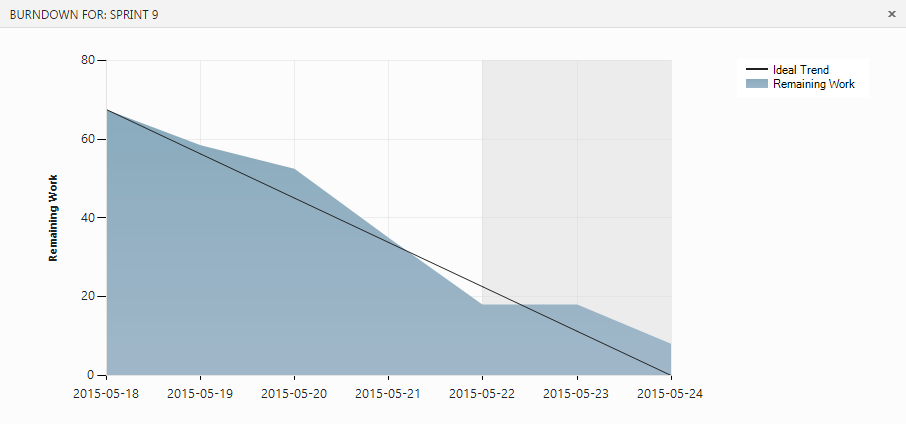 BURNDOWN FOR: SPRINT 9
×
80
60
40
20
0
Remaining Work
2015-05-18 2015-05-19 2015-05-20 2015-05-21 2015-05-22 2015-05-23 2015-05-24
Ideal Trend
Remaining Work